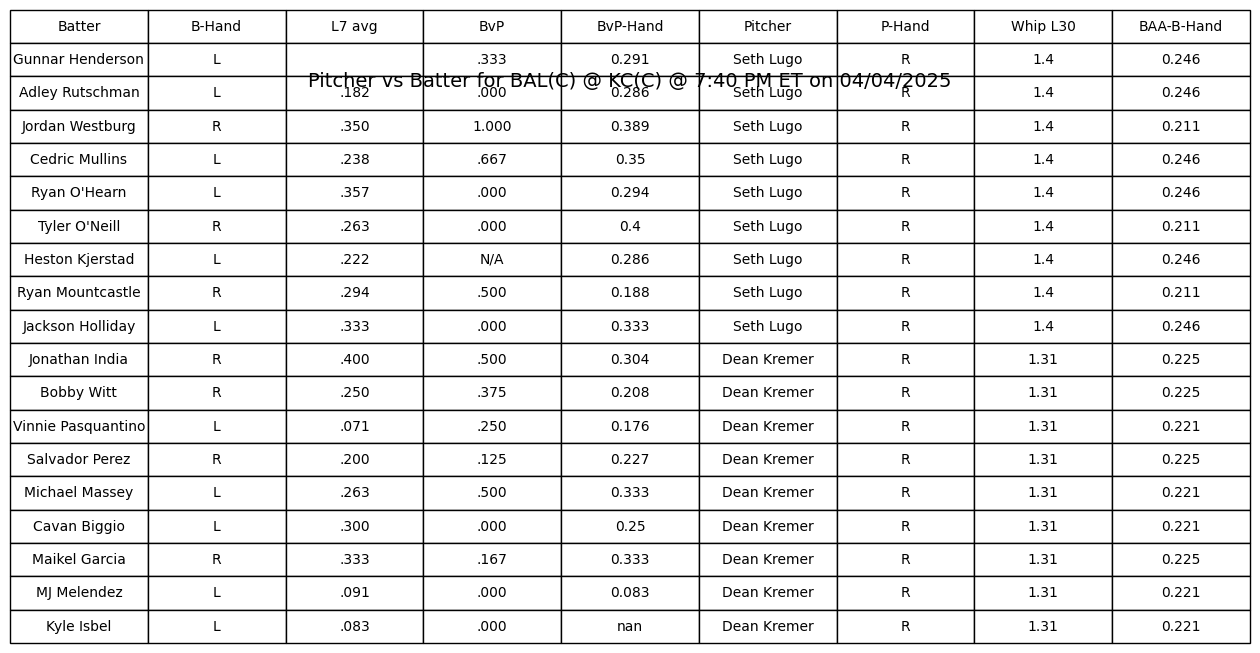 Batter B-Hand L7 avg BvP BvP-Hand Pitcher P-Hand Whip L30 BAA-B-Hand
Gunnar Henderson L .333 0.291 Seth Lugo R 1.4 0.246
Pitcher vs Batter for BAL(C) @ KC(C) @ 7:40 PM ET on 04/04/2025
Adley Rutschman L .182 .000 0.286 Seth Lugo R 1.4 0.246
Jordan Westburg R .350 1.000 0.389 Seth Lugo R 1.4 0.211
Cedric Mullins L .238 .667 0.35 Seth Lugo R 1.4 0.246
Ryan O'Hearn L .357 .000 0.294 Seth Lugo R 1.4 0.246
Tyler O'Neill R .263 .000 0.4 Seth Lugo R 1.4 0.211
Heston Kjerstad L .222 N/A 0.286 Seth Lugo R 1.4 0.246
Ryan Mountcastle R .294 .500 0.188 Seth Lugo R 1.4 0.211
Jackson Holliday L .333 .000 0.333 Seth Lugo R 1.4 0.246
Jonathan India R .400 .500 0.304 Dean Kremer R 1.31 0.225
Bobby Witt R .250 .375 0.208 Dean Kremer R 1.31 0.225
Vinnie Pasquantino L .071 .250 0.176 Dean Kremer R 1.31 0.221
Salvador Perez R .200 .125 0.227 Dean Kremer R 1.31 0.225
Michael Massey L .263 .500 0.333 Dean Kremer R 1.31 0.221
Cavan Biggio L .300 .000 0.25 Dean Kremer R 1.31 0.221
Maikel Garcia R .333 .167 0.333 Dean Kremer R 1.31 0.225
MJ Melendez L .091 .000 0.083 Dean Kremer R 1.31 0.221
Kyle Isbel L .083 .000 nan Dean Kremer R 1.31 0.221